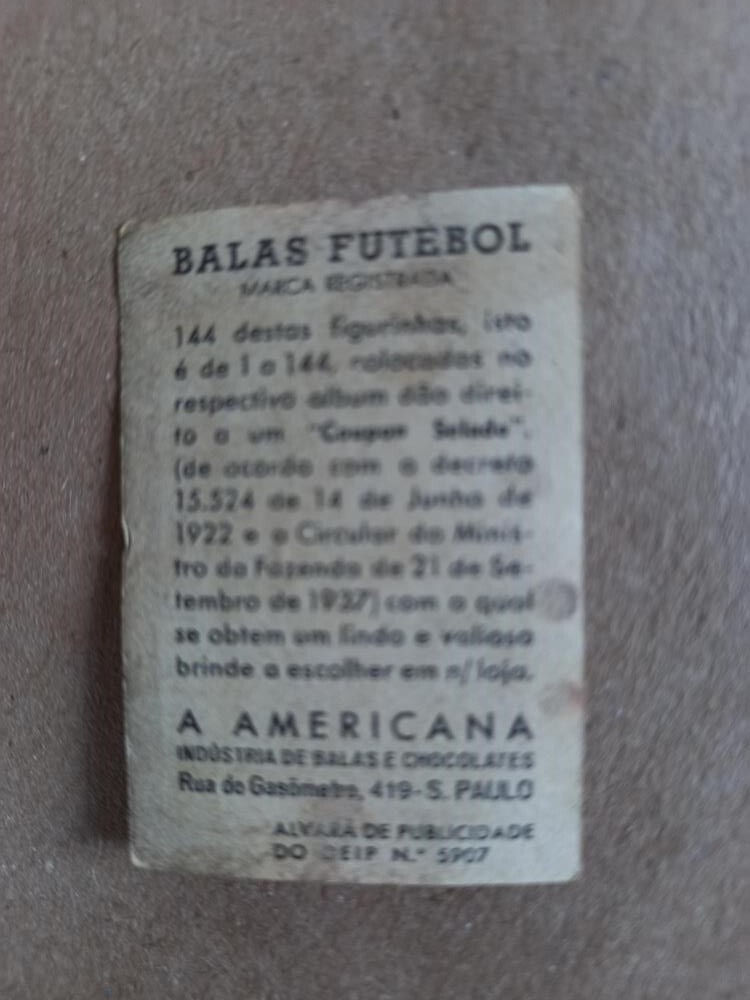 BALAS FUTEBOL
MARCA REGISTRADA
144 destas figurinhas, isto
é de 1 a 144, colocadas no
respectivo album dão direi-
to a um "Coupon Selado",
(de acordo com o decreto
15.524 de 14 de Junho de
1922 e a Circular do Minis-
tro da Fazenda de 21 de Se-
tembro de 1937) com o qual
se obtem um lindo e valioso
brinde a escolher em n/ loja.
A AMERICANA
INDÚSTRIA DE BALAS E CHOCOLATES
Rua do Gasômetro, 419 - S. PAULO
ALVARÁ DE PUBLICIDADE
DO DEIP N.° 5907